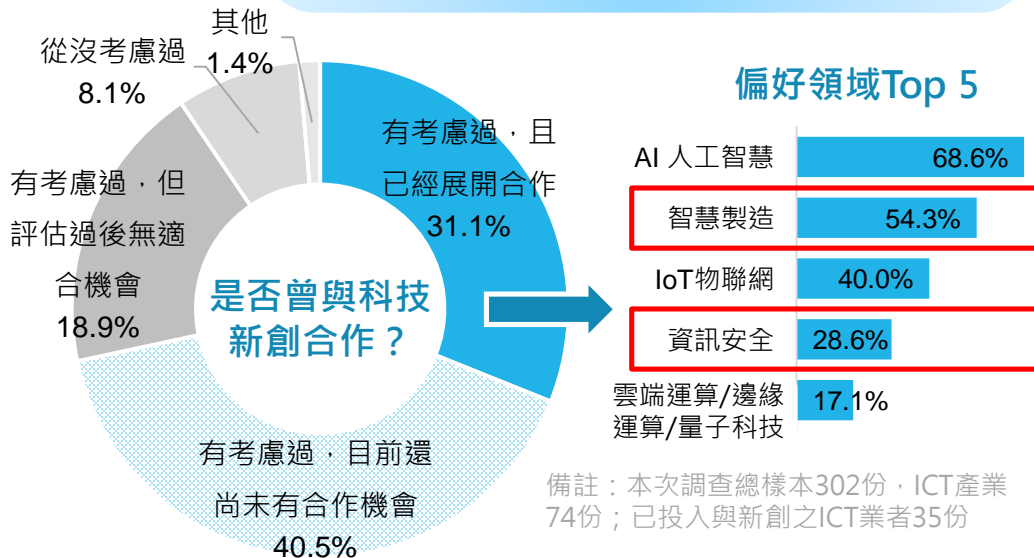 其他
1.4%
從沒考慮過
8.1%
有考慮過，且
已經展開合作
31.1%
有考慮過，但
評估過後無適
合機會
18.9%
是否曾與科技
新創合作？
有考慮過，目前還
尚未有合作機會
40.5%
偏好領域Top 5
AI 人工智慧
68.6%
智慧製造
54.3%
IoT物聯網
40.0%
資訊安全
28.6%
雲端運算/邊緣
運算/量子科技
17.1%
備註：本次調查總樣本302份，ICT產業
74份；已投入與新創之ICT業者35份